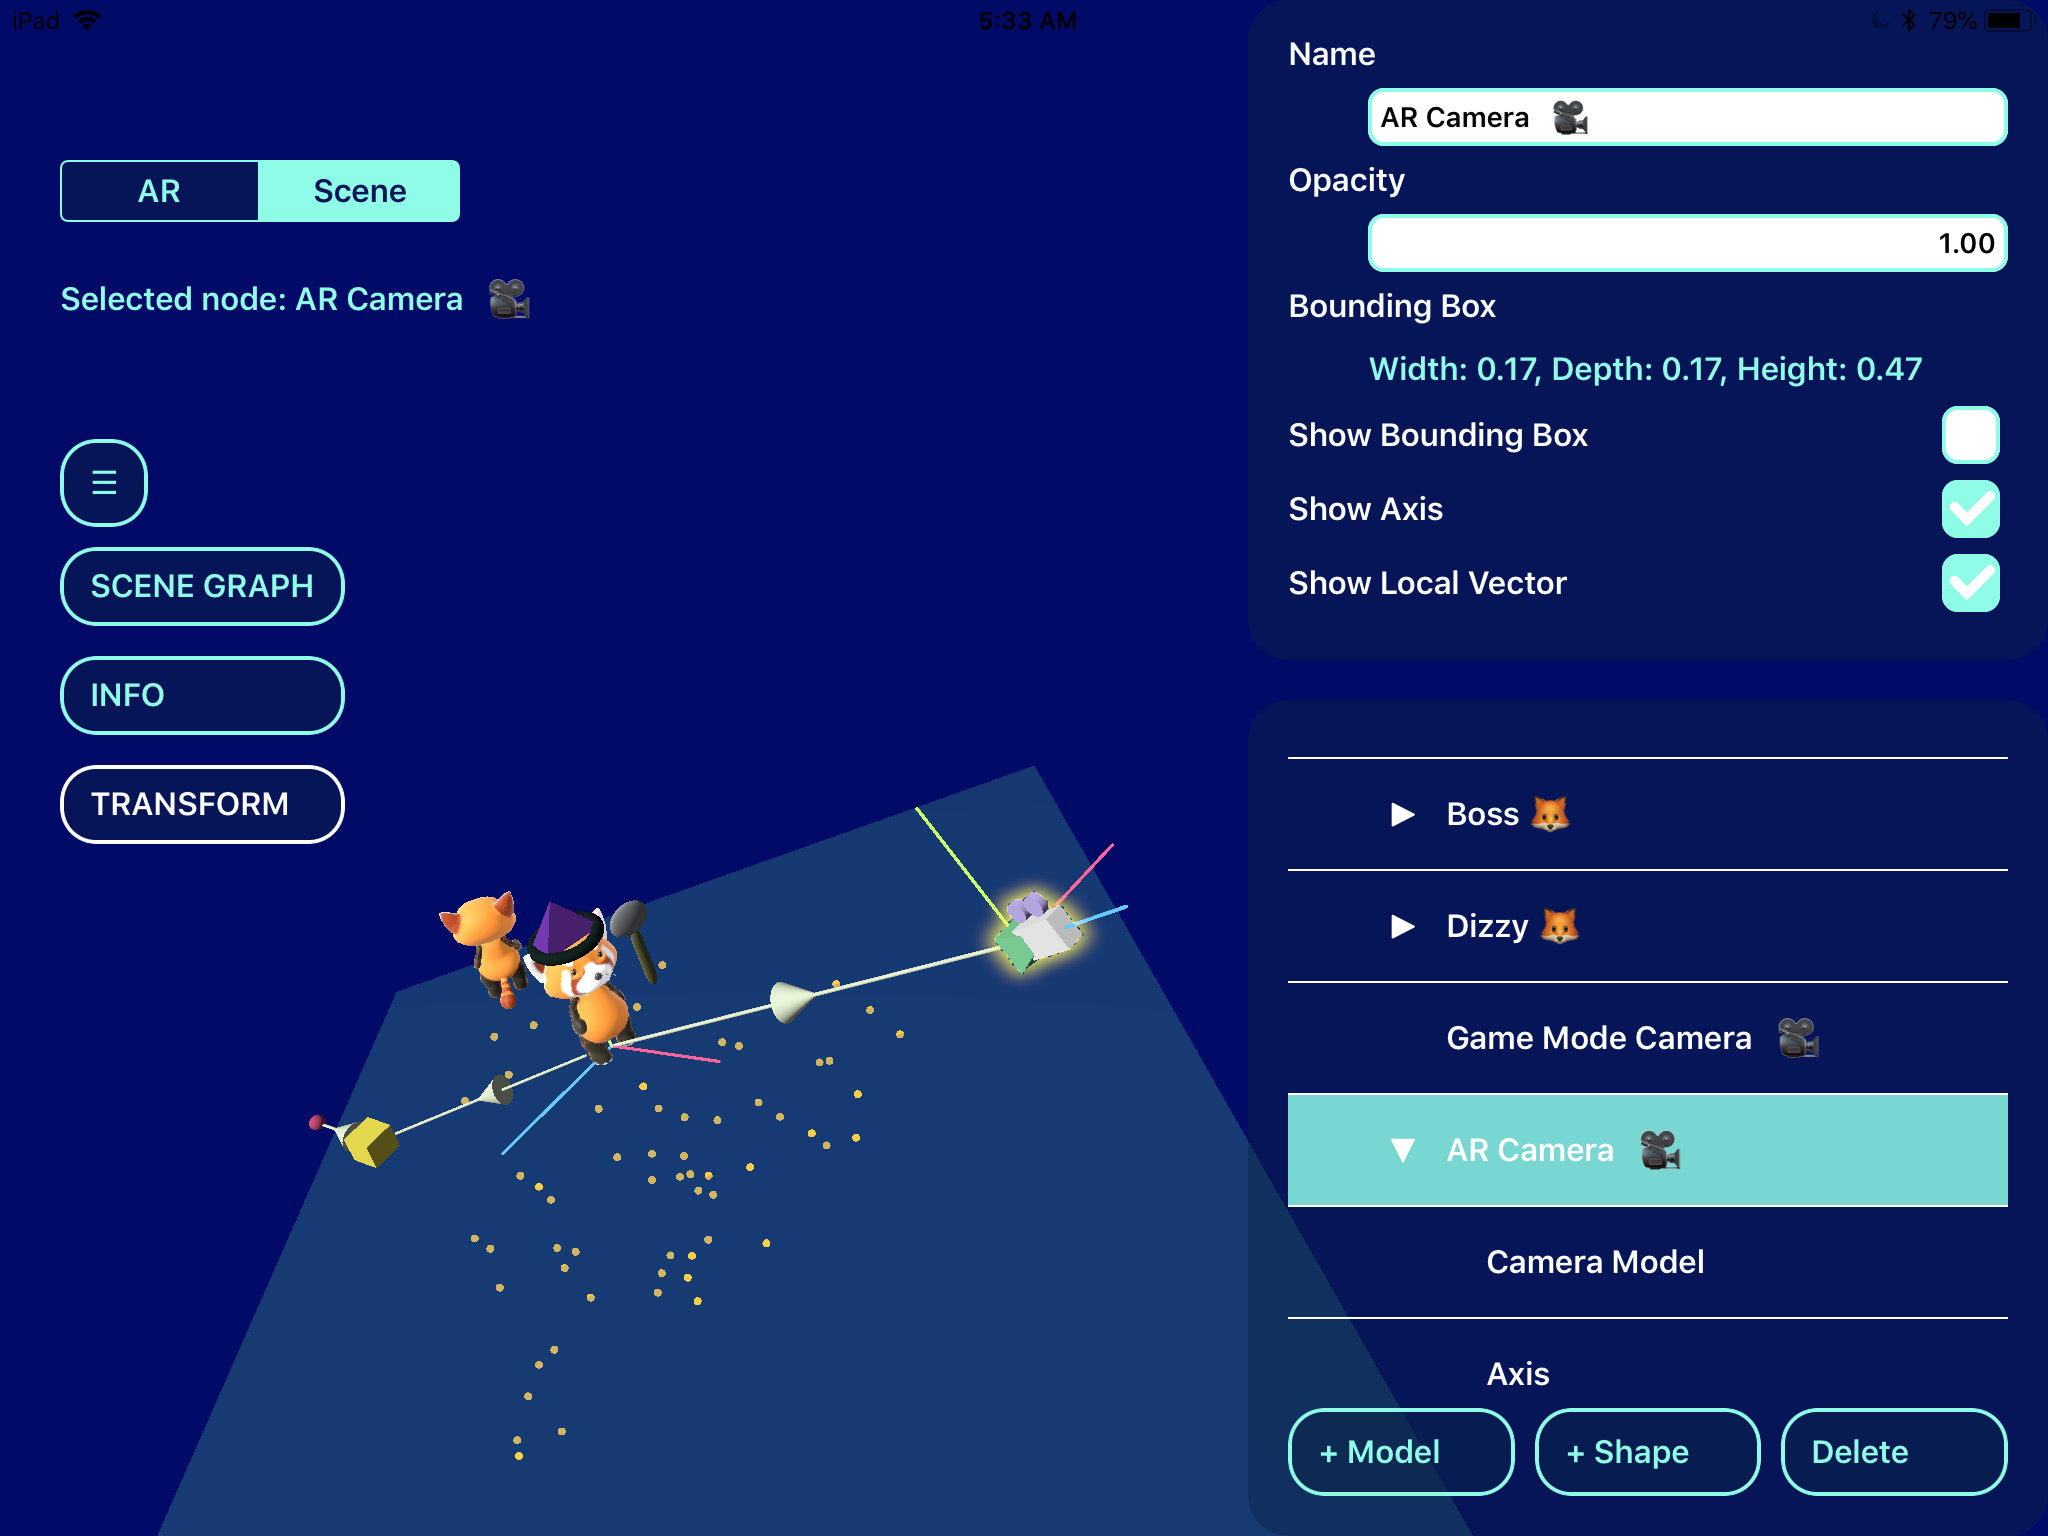 iPad
5:33 AM
79%
AR
Scene
Selected node: AR Camera 🎥
☰
SCENE GRAPH
INFO
TRANSFORM
Name
AR Camera 🎥
Opacity
1.00
Bounding Box
Width: 0.17, Depth: 0.17, Height: 0.47
Show Bounding Box
Show Axis
Show Local Vector
▶ Boss 🦊
▶ Dizzy 🦊
Game Mode Camera 🎥
▼ AR Camera 🎥
Camera Model
Axis
+ Model
+ Shape
Delete